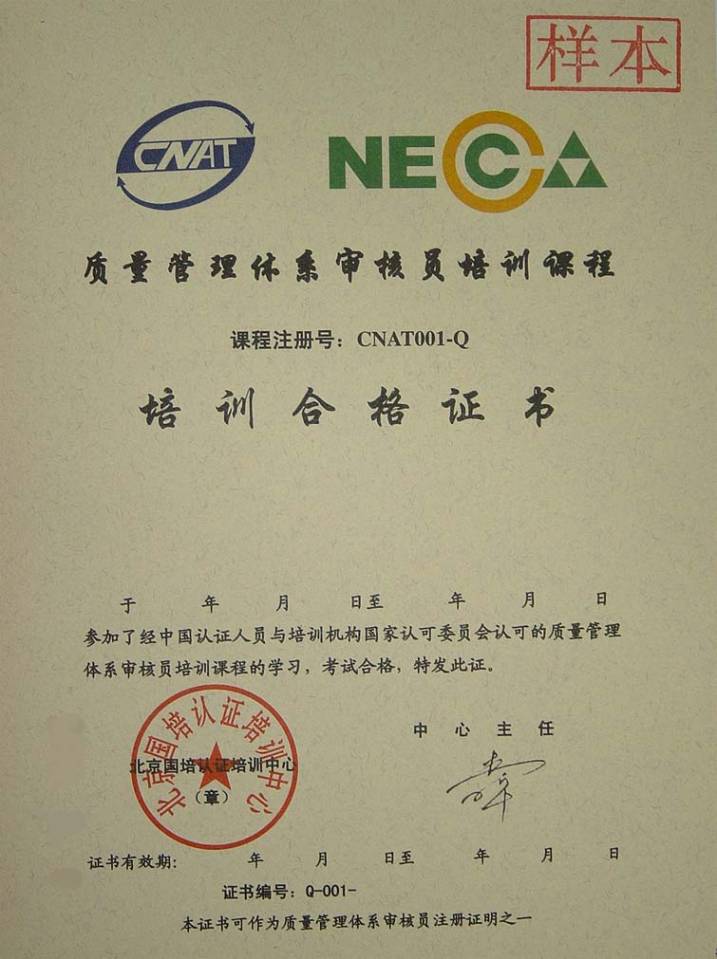 样本
CNAT NECCA
质量管理体系审核员培训课程
课程注册号：CNAT001-Q
培训合格证书
于 年 月 日至 年 月 日
参加了经中国认证人员与培训机构国家认可委员会认可的质量管理
体系审核员培训课程的学习，考试合格，特发此证。
北京国培认证培训中心
中心主任
北京国培认证培训中心
（章）
证书有效期： 年 月 日至 年 月 日
证书编号：Q-001-
本证书可作为质量管理体系审核员注册证明之一